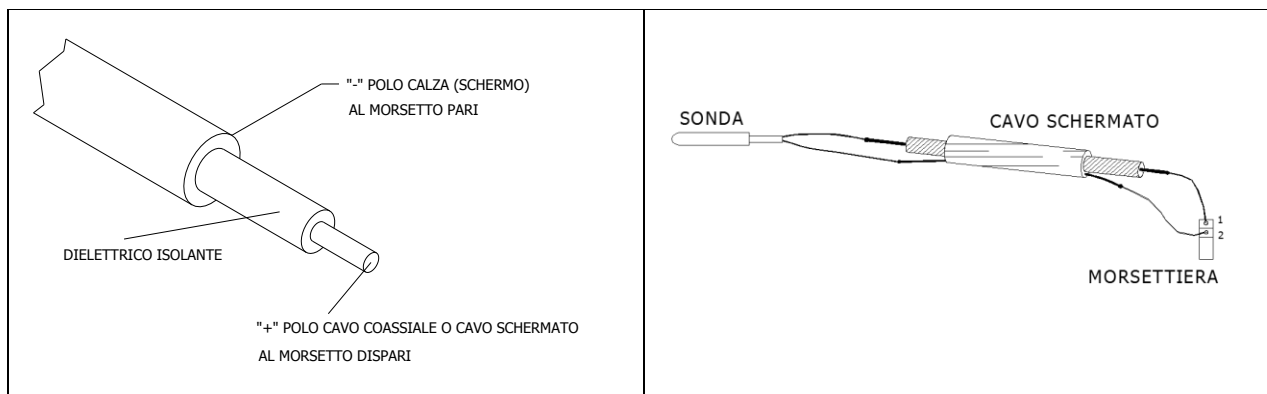 "-" POLO CALZA (SCHERMO)
AL MORSETTO PARI
DIELETTRICO ISOLANTE
"+" POLO CAVO COASSIALE O CAVO SCHERMATO
AL MORSETTO DISPARI
SONDA
CAVO SCHERMATO
1
2
MORSETTIERA